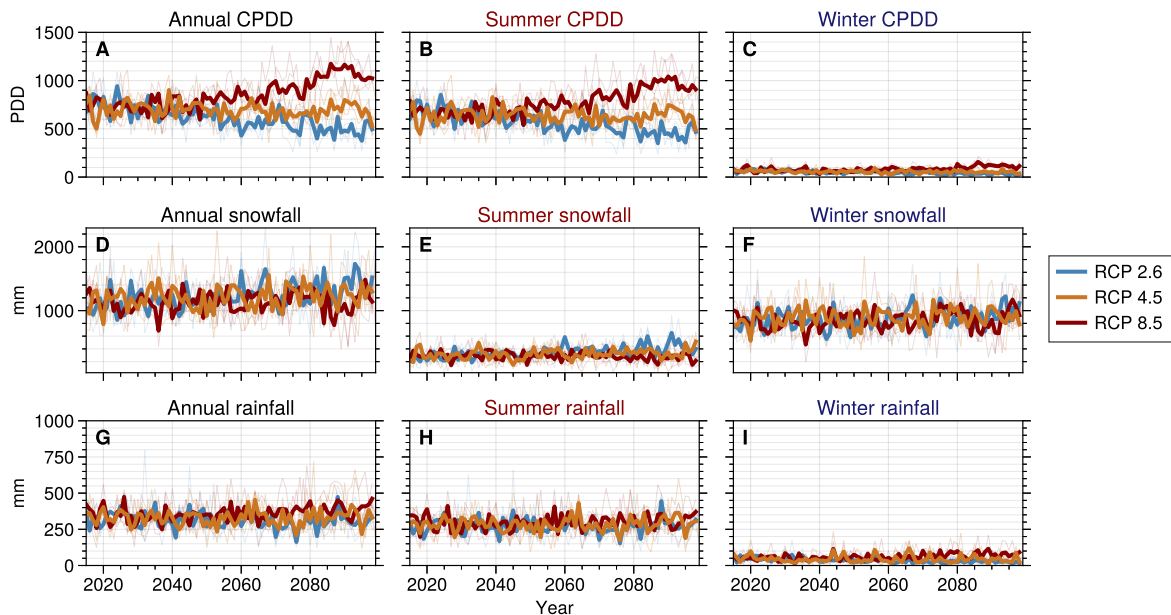 Annual CPDD
Summer CPDD
Winter CPDD
1500
1000
500
0
PDD
A
B
C
Annual snowfall
Summer snowfall
Winter snowfall
2000
1000
mm
D
E
F
RCP 2.6
RCP 4.5
RCP 8.5
Annual rainfall
Summer rainfall
Winter rainfall
1000
750
500
250
0
mm
G
H
I
2020 2040 2060 2080
2020 2040 2060 2080
2020 2040 2060 2080
Year